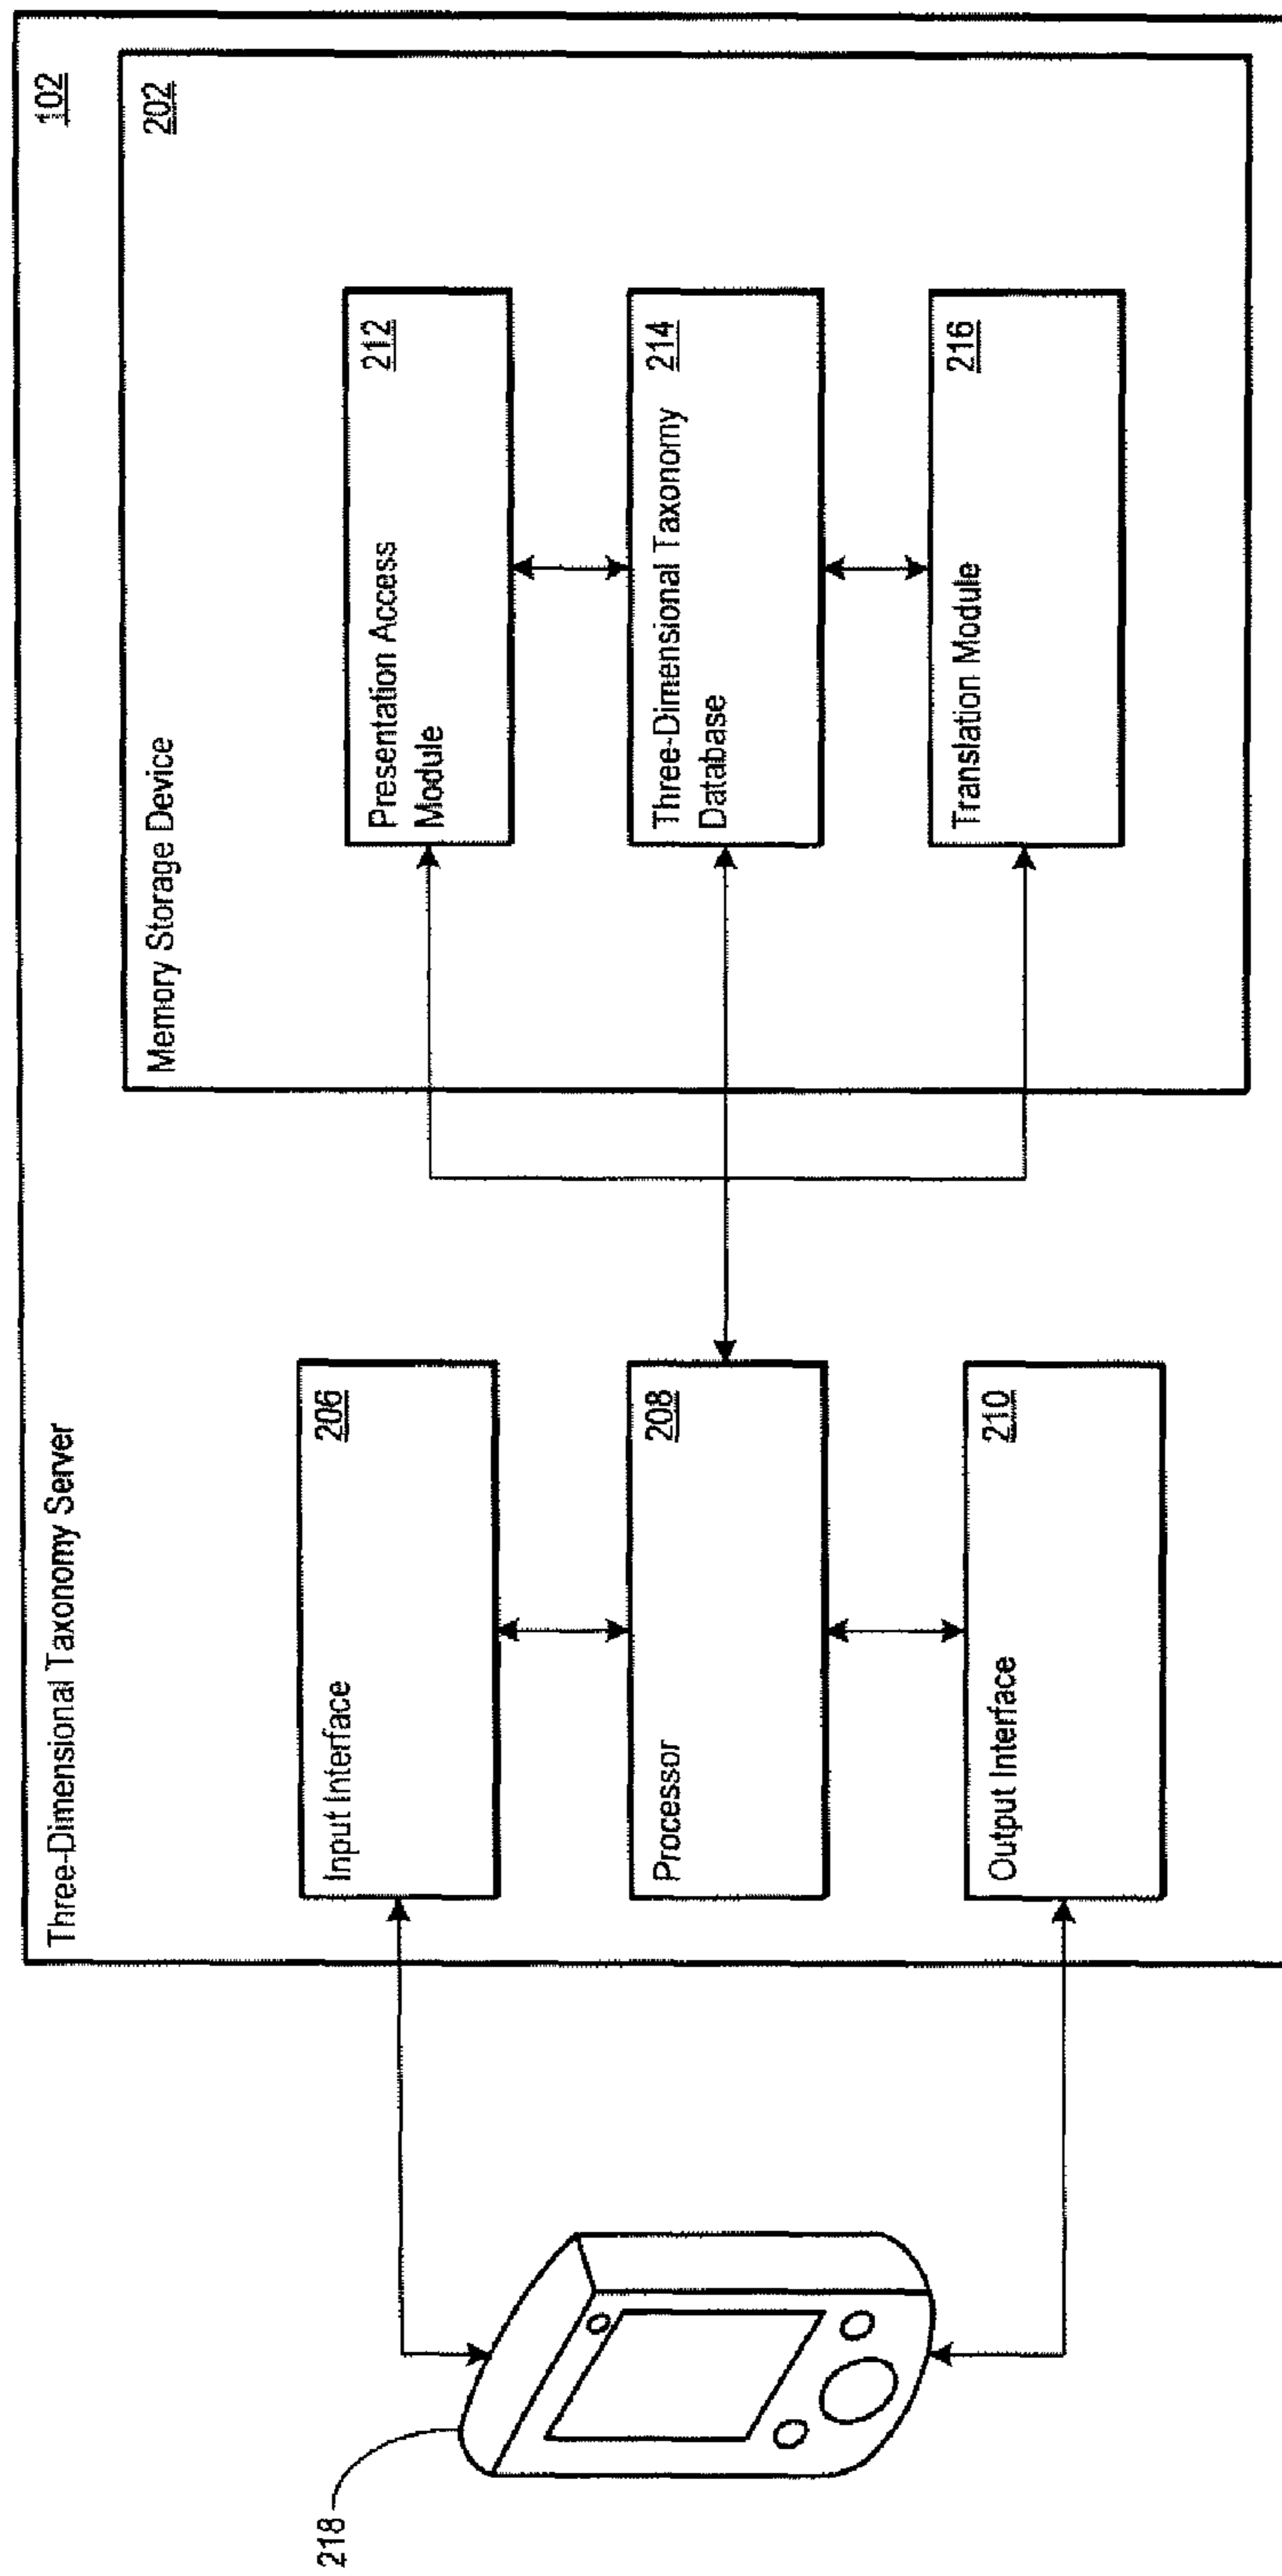 Three-Dimensional Taxonomy Server
102
Memory Storage Device
202
Input Interface
206
Presentation Access
Module
212
Processor
208
Three-Dimensional Taxonomy
Database
214
Output Interface
210
Translation Module
216
218